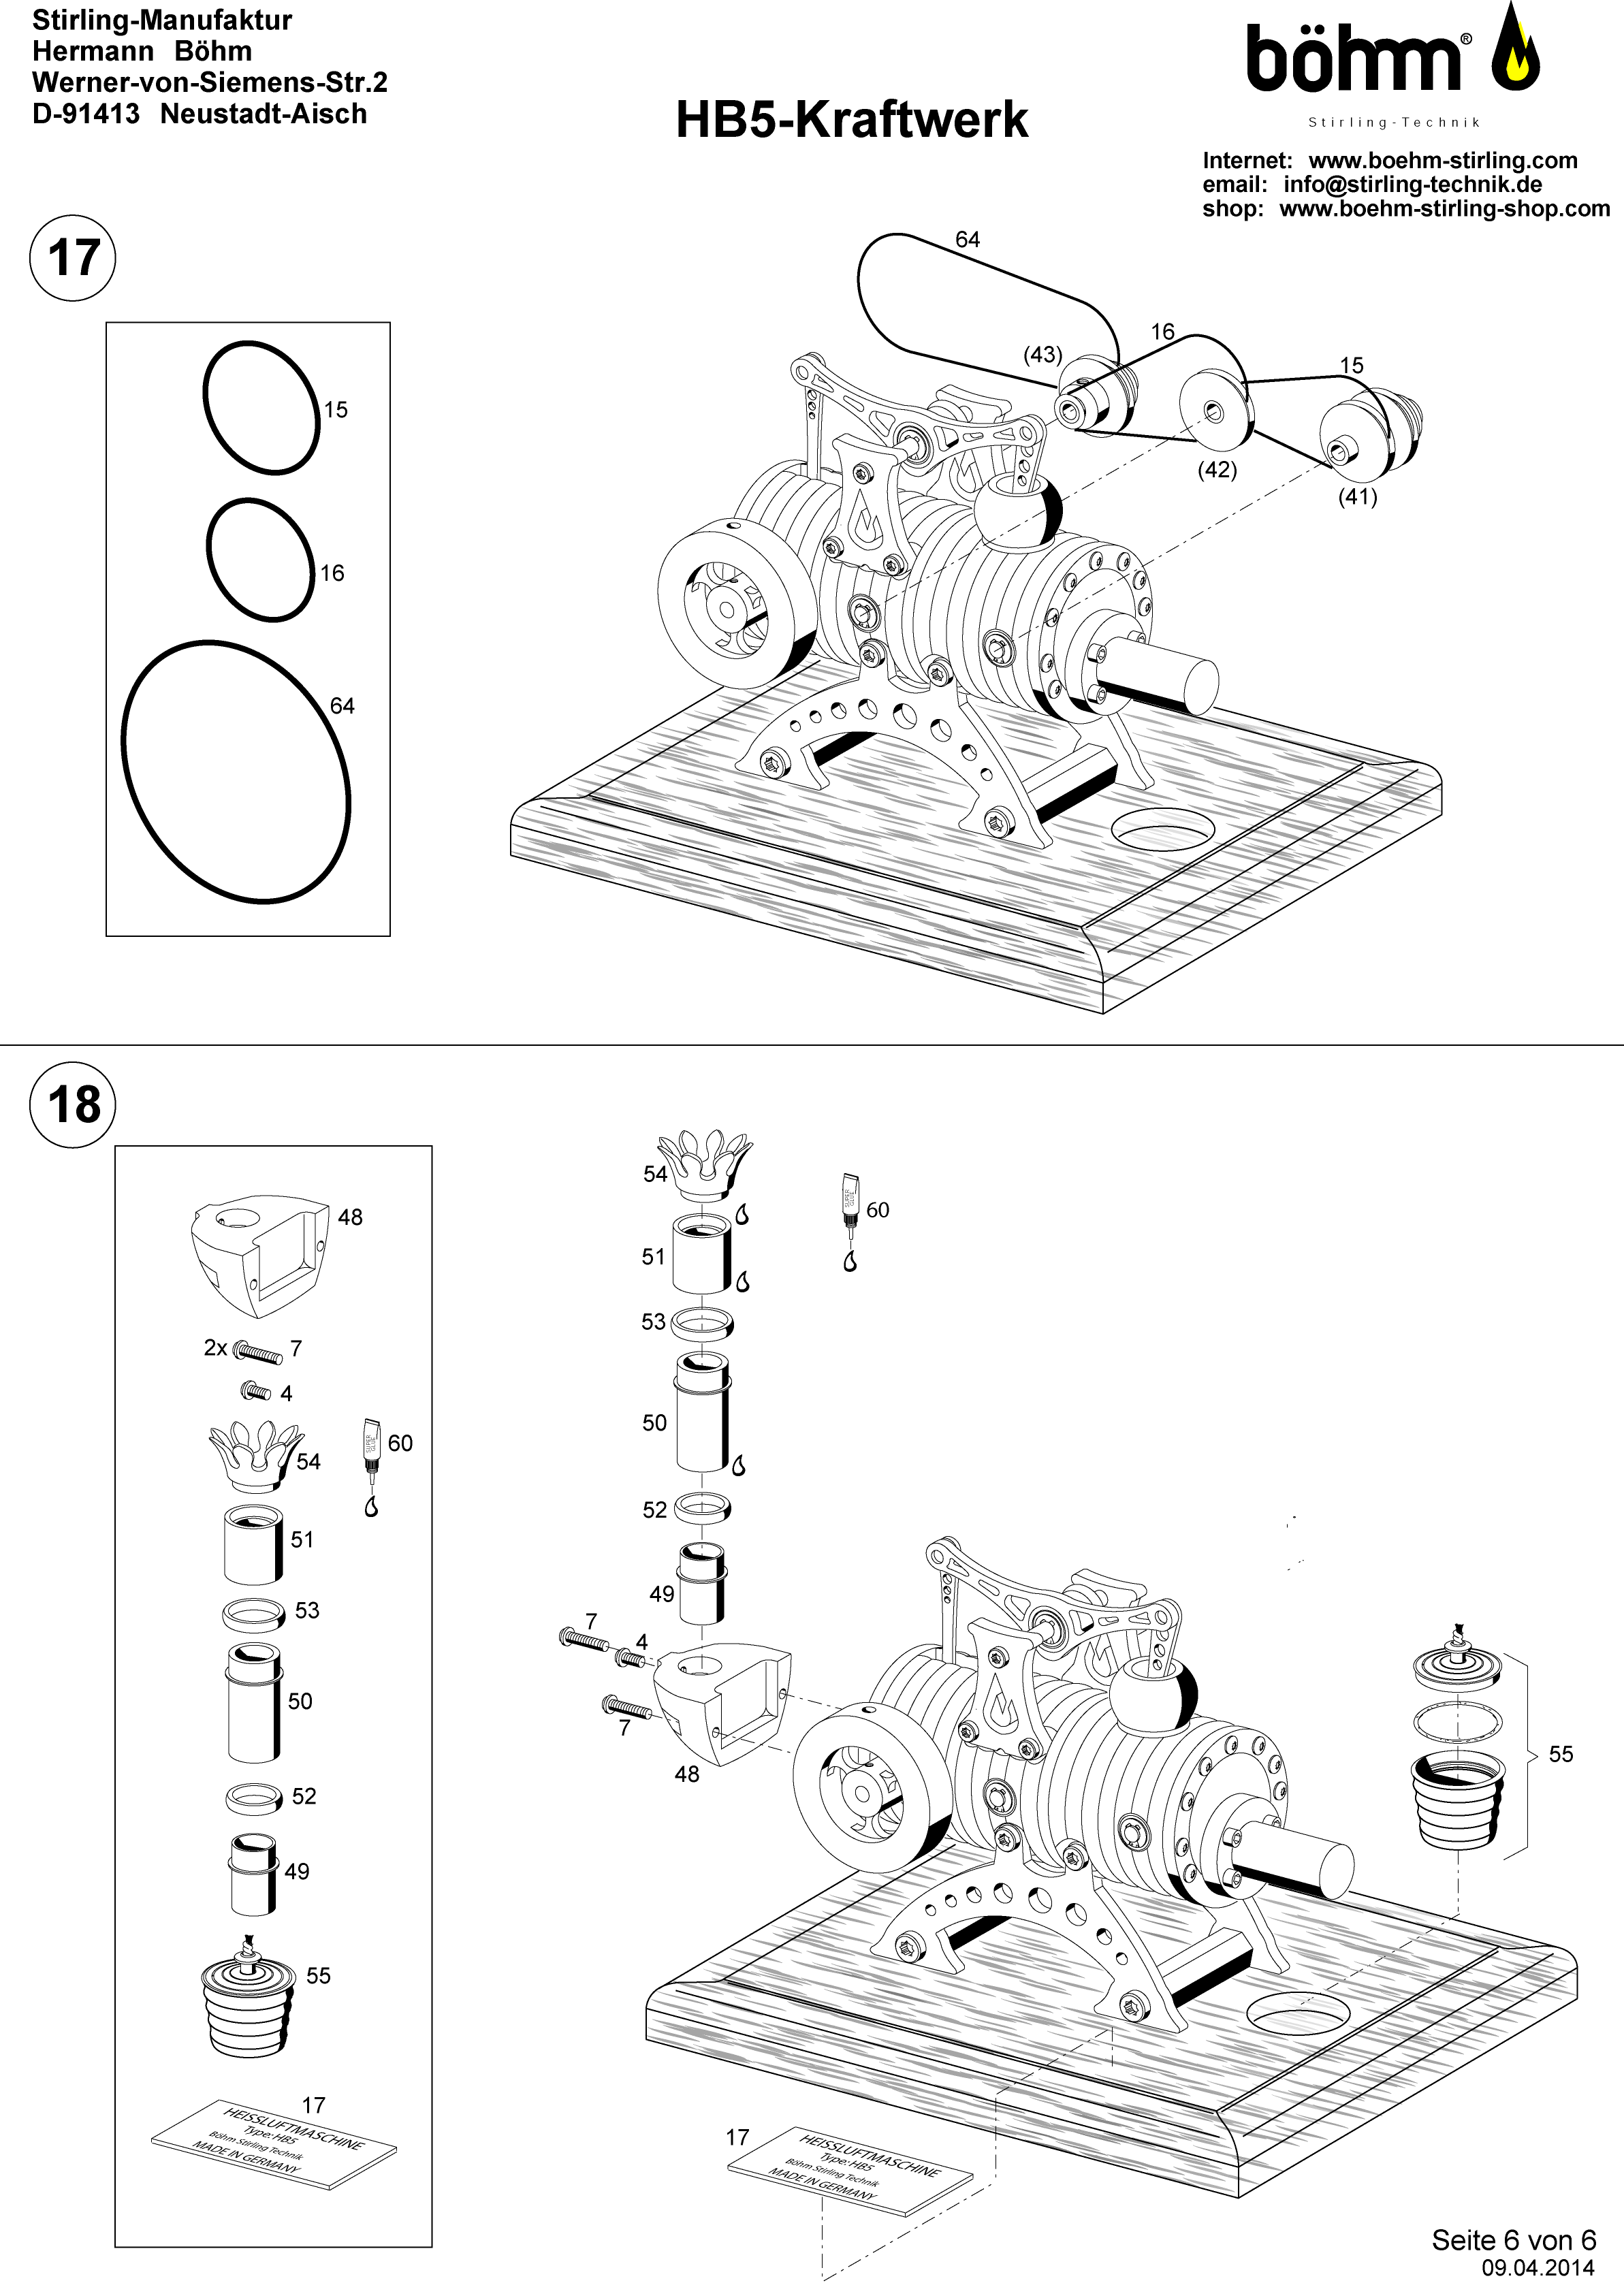 Stirling-Manufaktur
Hermann Böhm
Werner-von-Siemens-Str.2
D-91413 Neustadt-Aisch
HB5-Kraftwerk
böhm®
Stirling-Technik
Internet: www.boehm-stirling.com
email: info@stirling-technik.de
shop: www.boehm-stirling-shop.com
17
15
16
64
64
(43)
16
15
(42)
(41)
18
48
2x 7
4
54
60
SUPER
GLUE
51
53
50
52
49
55
17
HEISSLUFTMASCHINE
Type:HB5
Böhm Stirling Technik
MADE IN GERMANY
54
60
SUPER
GLUE
51
53
50
52
49
7
4
7
48
55
17
HEISSLUFTMASCHINE
Type:HB5
Böhm Stirling Technik
MADE IN GERMANY
Seite 6 von 6
09.04.2014